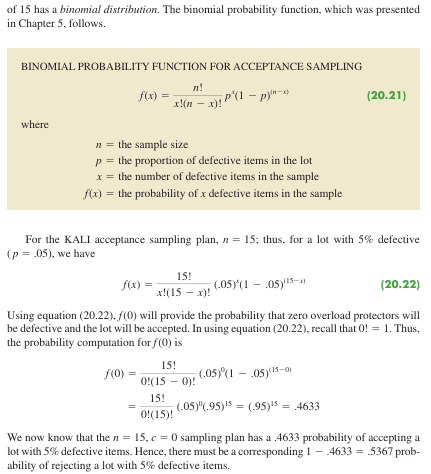 of 15 has a binomial distribution. The binomial probability function, which was presented
in Chapter 5, follows.
BINOMIAL PROBABILITY FUNCTION FOR ACCEPTANCE SAMPLING
f(x) = n! / x!(n − x)! pˣ(1 − p)⁽ⁿ⁻ˣ⁾ (20.21)
where
n = the sample size
p = the proportion of defective items in the lot
x = the number of defective items in the sample
f(x) = the probability of x defective items in the sample
For the KALI acceptance sampling plan, n = 15; thus, for a lot with 5% defective
(p = .05), we have
f(x) = 15! / x!(15 − x)! (.05)ˣ(1 − .05)⁽¹⁵⁻ˣ⁾ (20.22)
Using equation (20.22), f(0) will provide the probability that zero overload protectors will
be defective and the lot will be accepted. In using equation (20.22), recall that 0! = 1. Thus,
the probability computation for f(0) is
f(0) = 15! / 0!(15 − 0)! (.05)⁰(1 − .05)⁽¹⁵⁻⁰⁾
= 15! / 0!(15)! (.05)⁰(.95)¹⁵ = (.95)¹⁵ = .4633
We now know that the n = 15, c = 0 sampling plan has a .4633 probability of accepting a
lot with 5% defective items. Hence, there must be a corresponding 1 − .4633 = .5367 prob-
ability of rejecting a lot with 5% defective items.